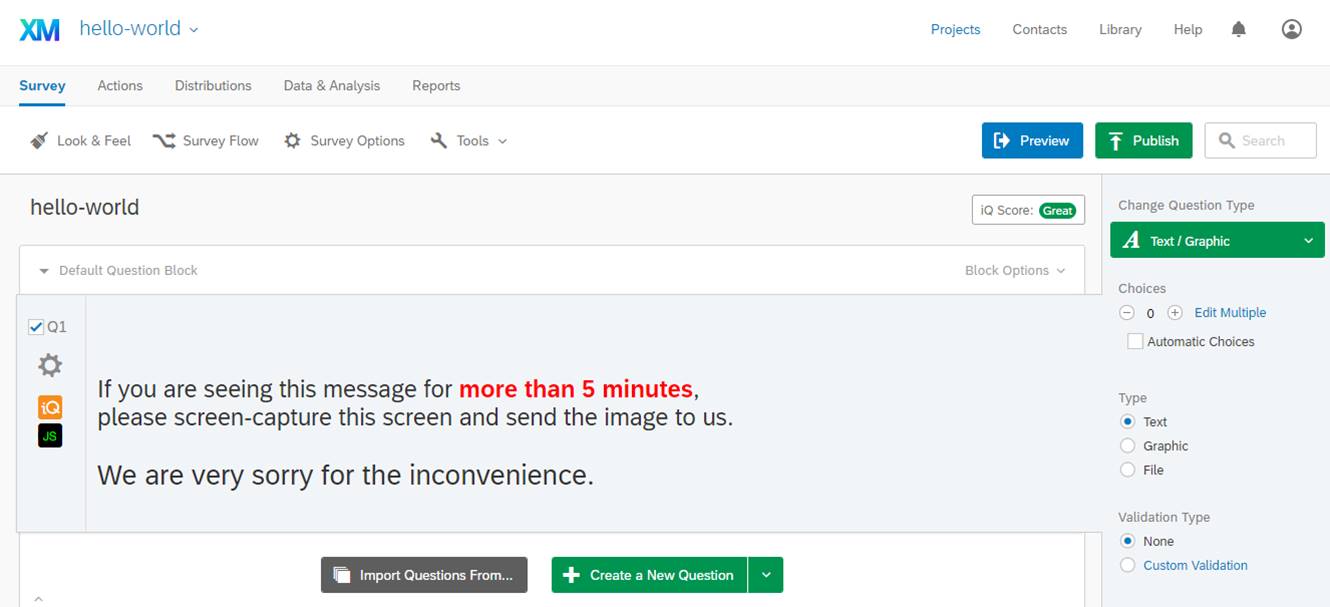 XM hello-world Projects Contacts Library Help
Survey Actions Distributions Data & Analysis Reports
Look & Feel Survey Flow Survey Options Tools Preview Publish Search
hello-world
iQ Score: Great
Default Question Block Block Options
Q1
iQ
JS
If you are seeing this message for more than 5 minutes,
please screen-capture this screen and send the image to us.
We are very sorry for the inconvenience.
Import Questions From... Create a New Question
Change Question Type
A Text / Graphic
Choices
0 Edit Multiple
Automatic Choices
Type
Text
Graphic
File
Validation Type
None
Custom Validation